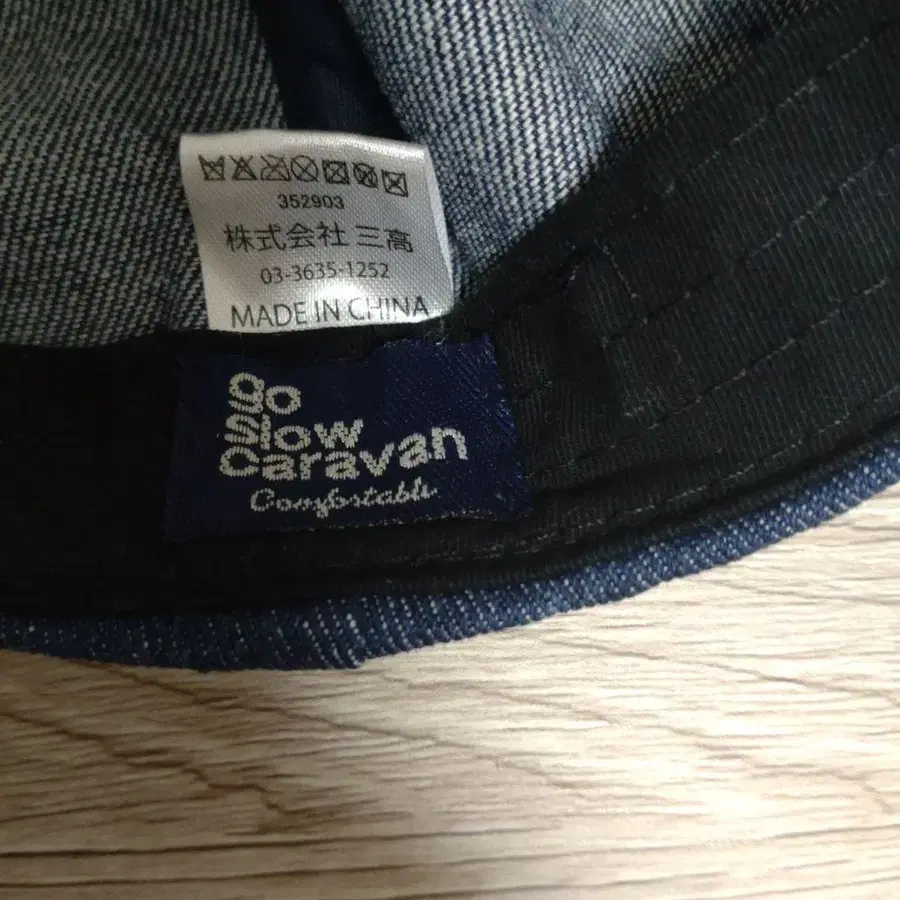 352903
株式会社 三高
03-3635-1252
MADE IN CHINA
go
slow
caravan
Comfortable